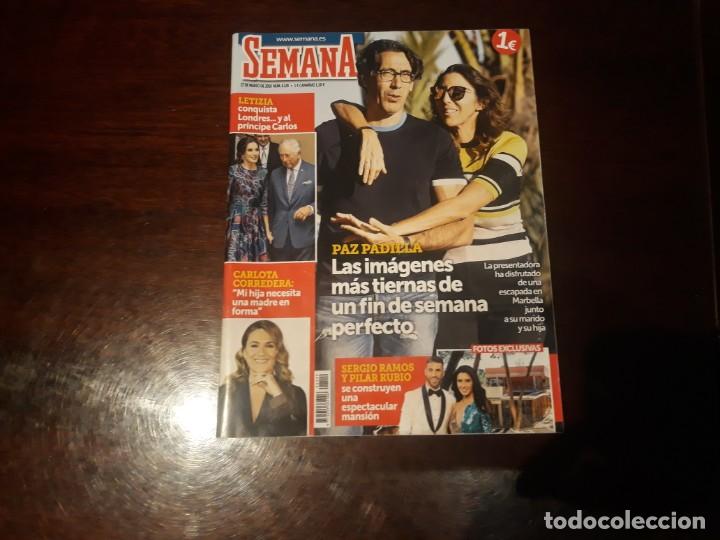 www.semana.es
SEMANA
1€
LETIZIA
conquista
Londres... y al
príncipe Carlos
CARLOTA
CORREDERA:
"Mi hija necesita
una madre en
forma"
PAZ PADILLA
Las imágenes
más tiernas de
un fin de semana
perfecto
La presentadora
ha disfrutado
de una
escapada en
Marbella
junto
a su marido
y su hija
FOTOS EXCLUSIVAS
SERGIO RAMOS
Y PILAR RUBIO
se construyen
una
espectacular
mansión
todocoleccion